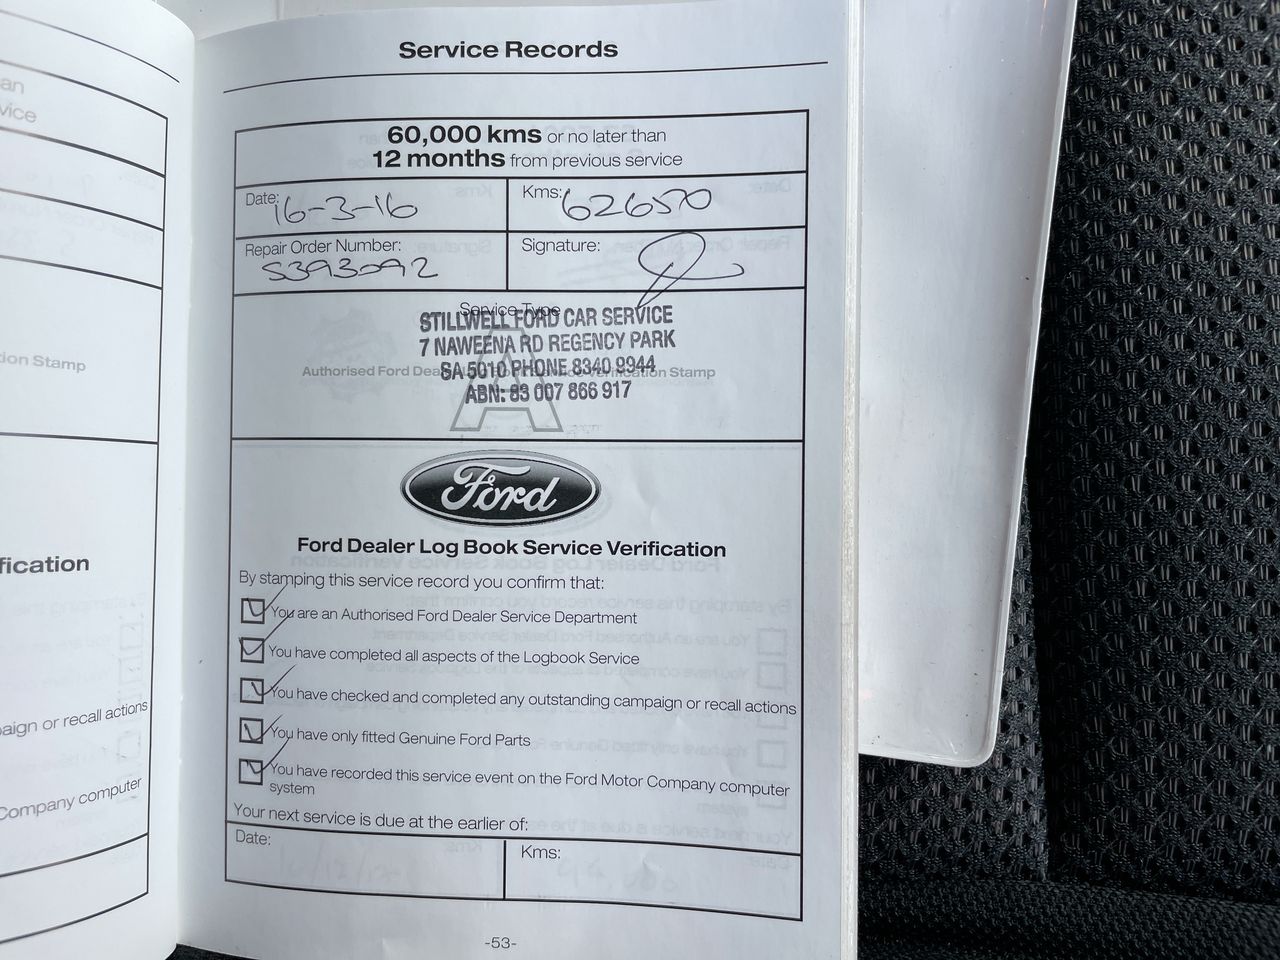 an
vice
ion Stamp
fication
aign or recall actions
Company computer
Service Records
60,000 kms or no later than
12 months from previous service
Date: 16-3-16
Kms: 62650
Repair Order Number: S393092
Signature:
Service Type
A
Authorised Ford Dealer Service Verification Stamp
STILLWELL FORD CAR SERVICE
7 NAWEENA RD REGENCY PARK
SA 5010 PHONE 8340 9944
ABN: 83 007 866 917
Ford
Ford Dealer Log Book Service Verification
By stamping this service record you confirm that:
You are an Authorised Ford Dealer Service Department
You have completed all aspects of the Logbook Service
You have checked and completed any outstanding campaign or recall actions
You have only fitted Genuine Ford Parts
You have recorded this service event on the Ford Motor Company computer
system
Your next service is due at the earlier of:
Date:
Kms:
-53-